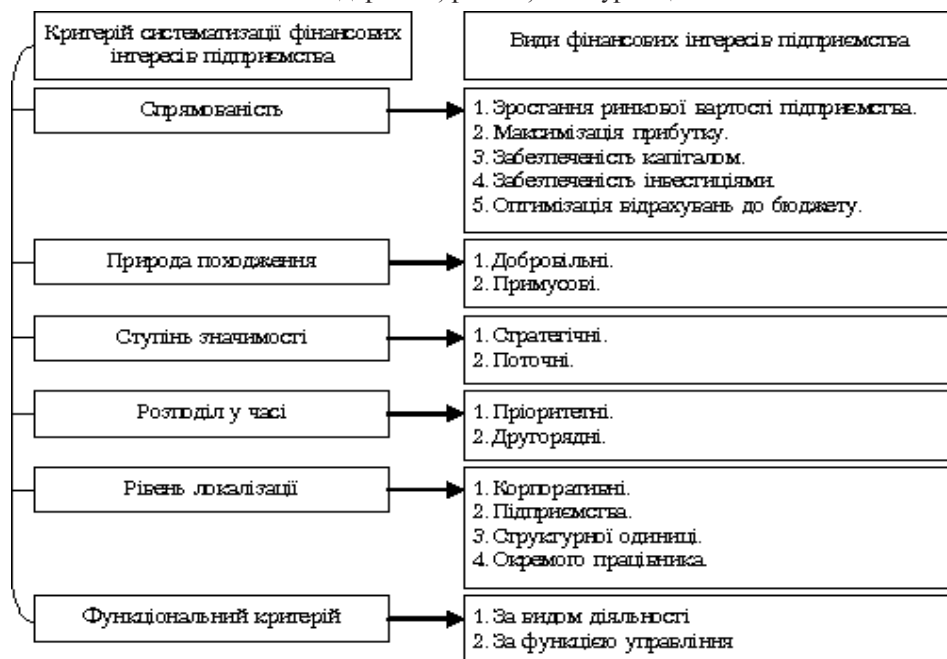 Критерій систематизації фінансових
інтересів підприємства
Види фінансових інтересів підприємства
Спрямованість
1. Зростання ринкової вартості підприємства.
2. Максимізація прибутку.
3. Забезпеченість капіталом.
4. Забезпеченість інвестиціями.
5. Оптимізація відрахувань до бюджету.
Природа походження
1. Добровільні.
2. Примусові.
Ступінь значимості
1. Стратегічні.
2. Поточні.
Розподіл у часі
1. Пріоритетні.
2. Другорядні.
Рівень локалізації
1. Корпоративні.
2. Підприємства.
3. Структурної одиниці.
4. Окремого працівника.
Функціональний критерій
1. За видом діяльності
2. За функцією управління